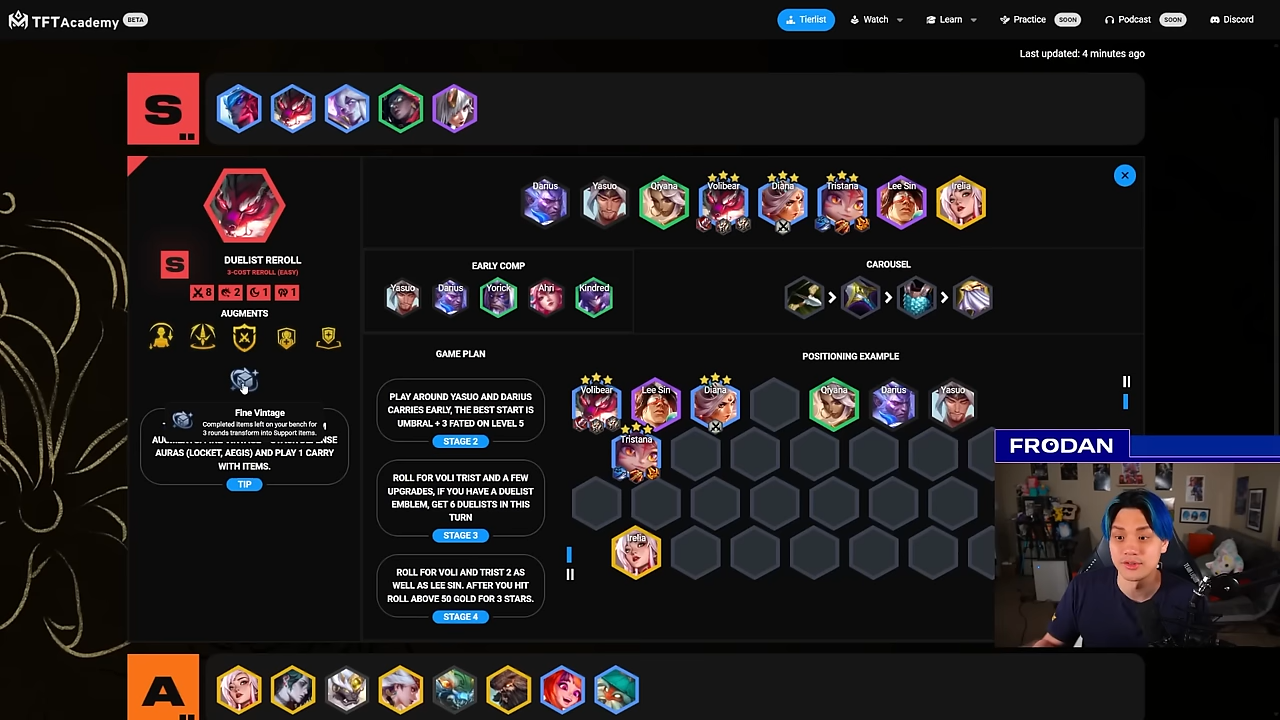 TFTAcademy BETA
Tierlist
Watch
Learn
Practice SOON
Podcast SOON
Discord
Last updated: 4 minutes ago
S
S
DUELIST REROLL
3-COST REROLL (EASY)
8 2 1 1
AUGMENTS
Fine Vintage
Completed items left on your bench for
3 rounds transform into Support items.
AURAS (LOCKET, AEGIS) AND PLAY 1 CARRY
WITH ITEMS.
TIP
Darius Yasuo Qiyana Volibear Diana Tristana Lee Sin Irelia
EARLY COMP
Yasuo Darius Yorick Ahri Kindred
CAROUSEL
GAME PLAN
PLAY AROUND YASUO AND DARIUS
CARRIES EARLY, THE BEST START IS
UMBRAL + 3 FATED ON LEVEL 5
STAGE 2
ROLL FOR VOLI TRIST AND A FEW
UPGRADES, IF YOU HAVE A DUELIST
EMBLEM, GET 6 DUELISTS IN THIS
TURN
STAGE 3
ROLL FOR VOLI AND TRIST 2 AS
WELL AS LEE SIN. AFTER YOU HIT
ROLL ABOVE 50 GOLD FOR 3 STARS.
STAGE 4
POSITIONING EXAMPLE
Volibear Lee Sin Diana Qiyana Darius Yasuo
Tristana
Irelia
FRODAN
A